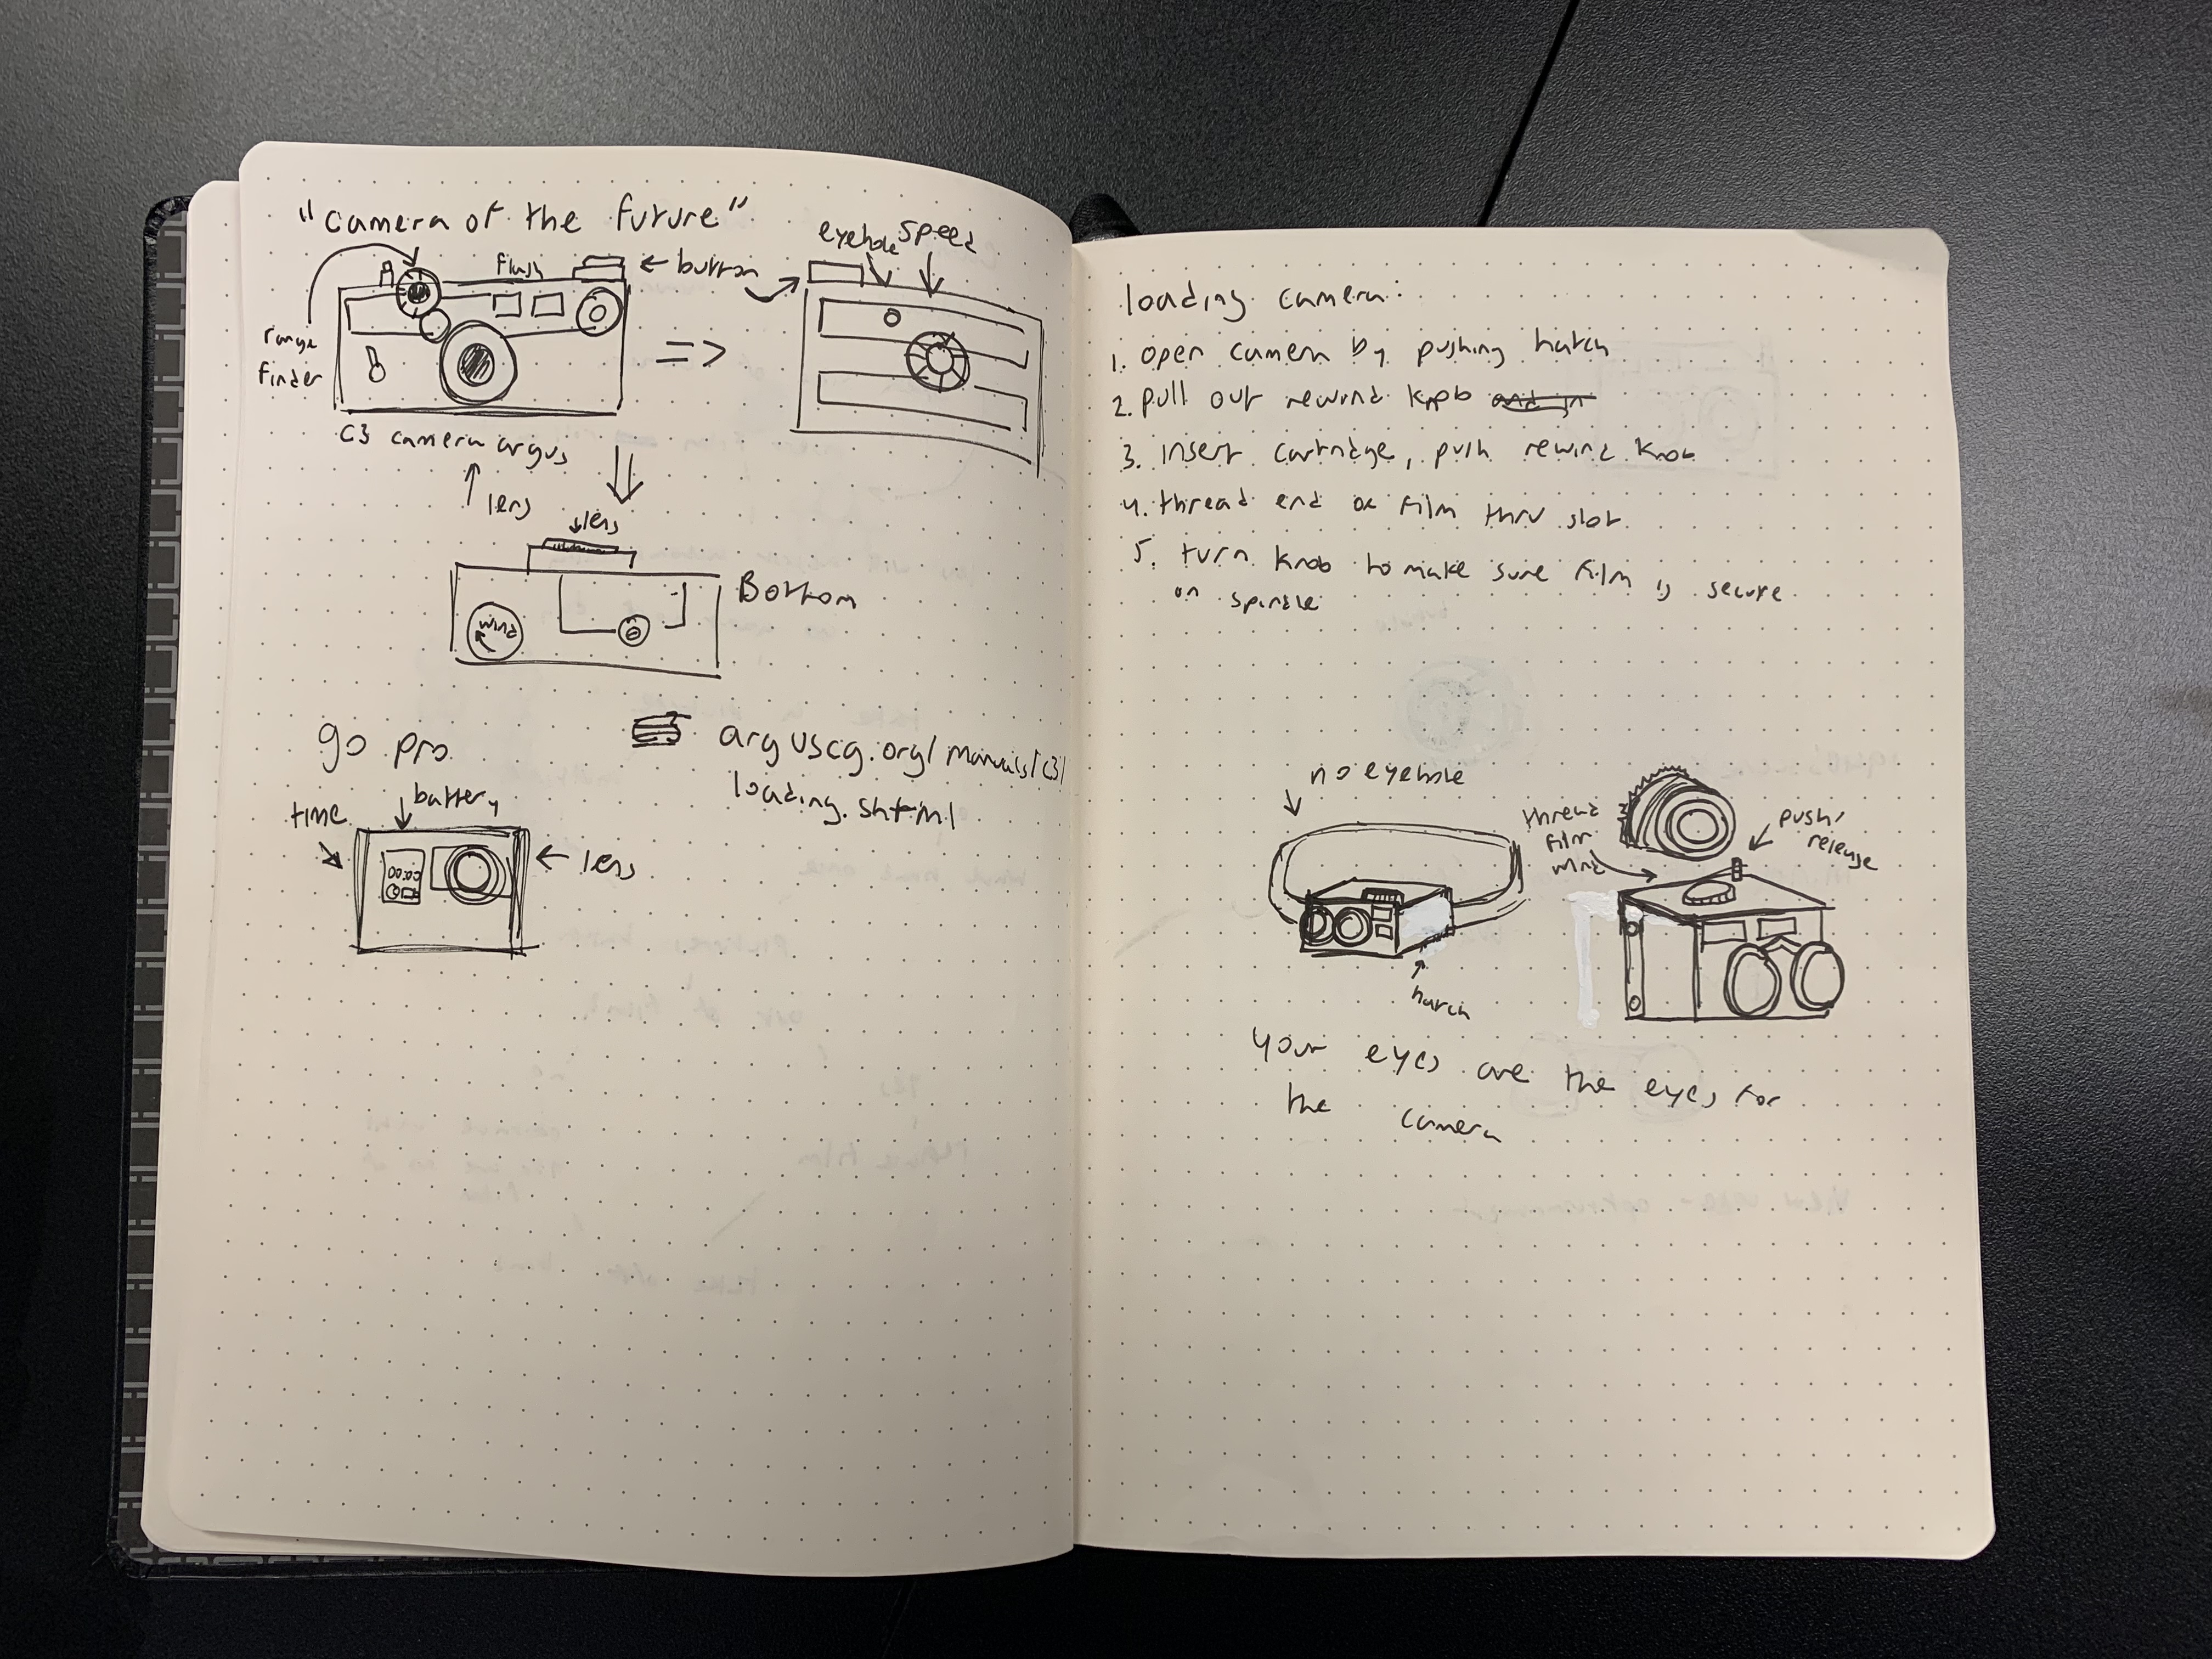 "camera of the future"
range
finder
flash
← button
eyehole
speed
=>
C3 camera argus
lens
lens
wind
Bottom
go pro
time
battery
lens
arguscg.org/manuals/c3/
loading.shtml
loading camera:
1. open camera by pushing hatch
2. pull out rewind knob and in
3. insert cartridge, push rewind knob
4. thread end of film thru slot
5. turn knob to make sure film is secure
on spindle
no eyehole
hatch
thread
film
wind
push/
release
your eyes are the eyes for
the camera